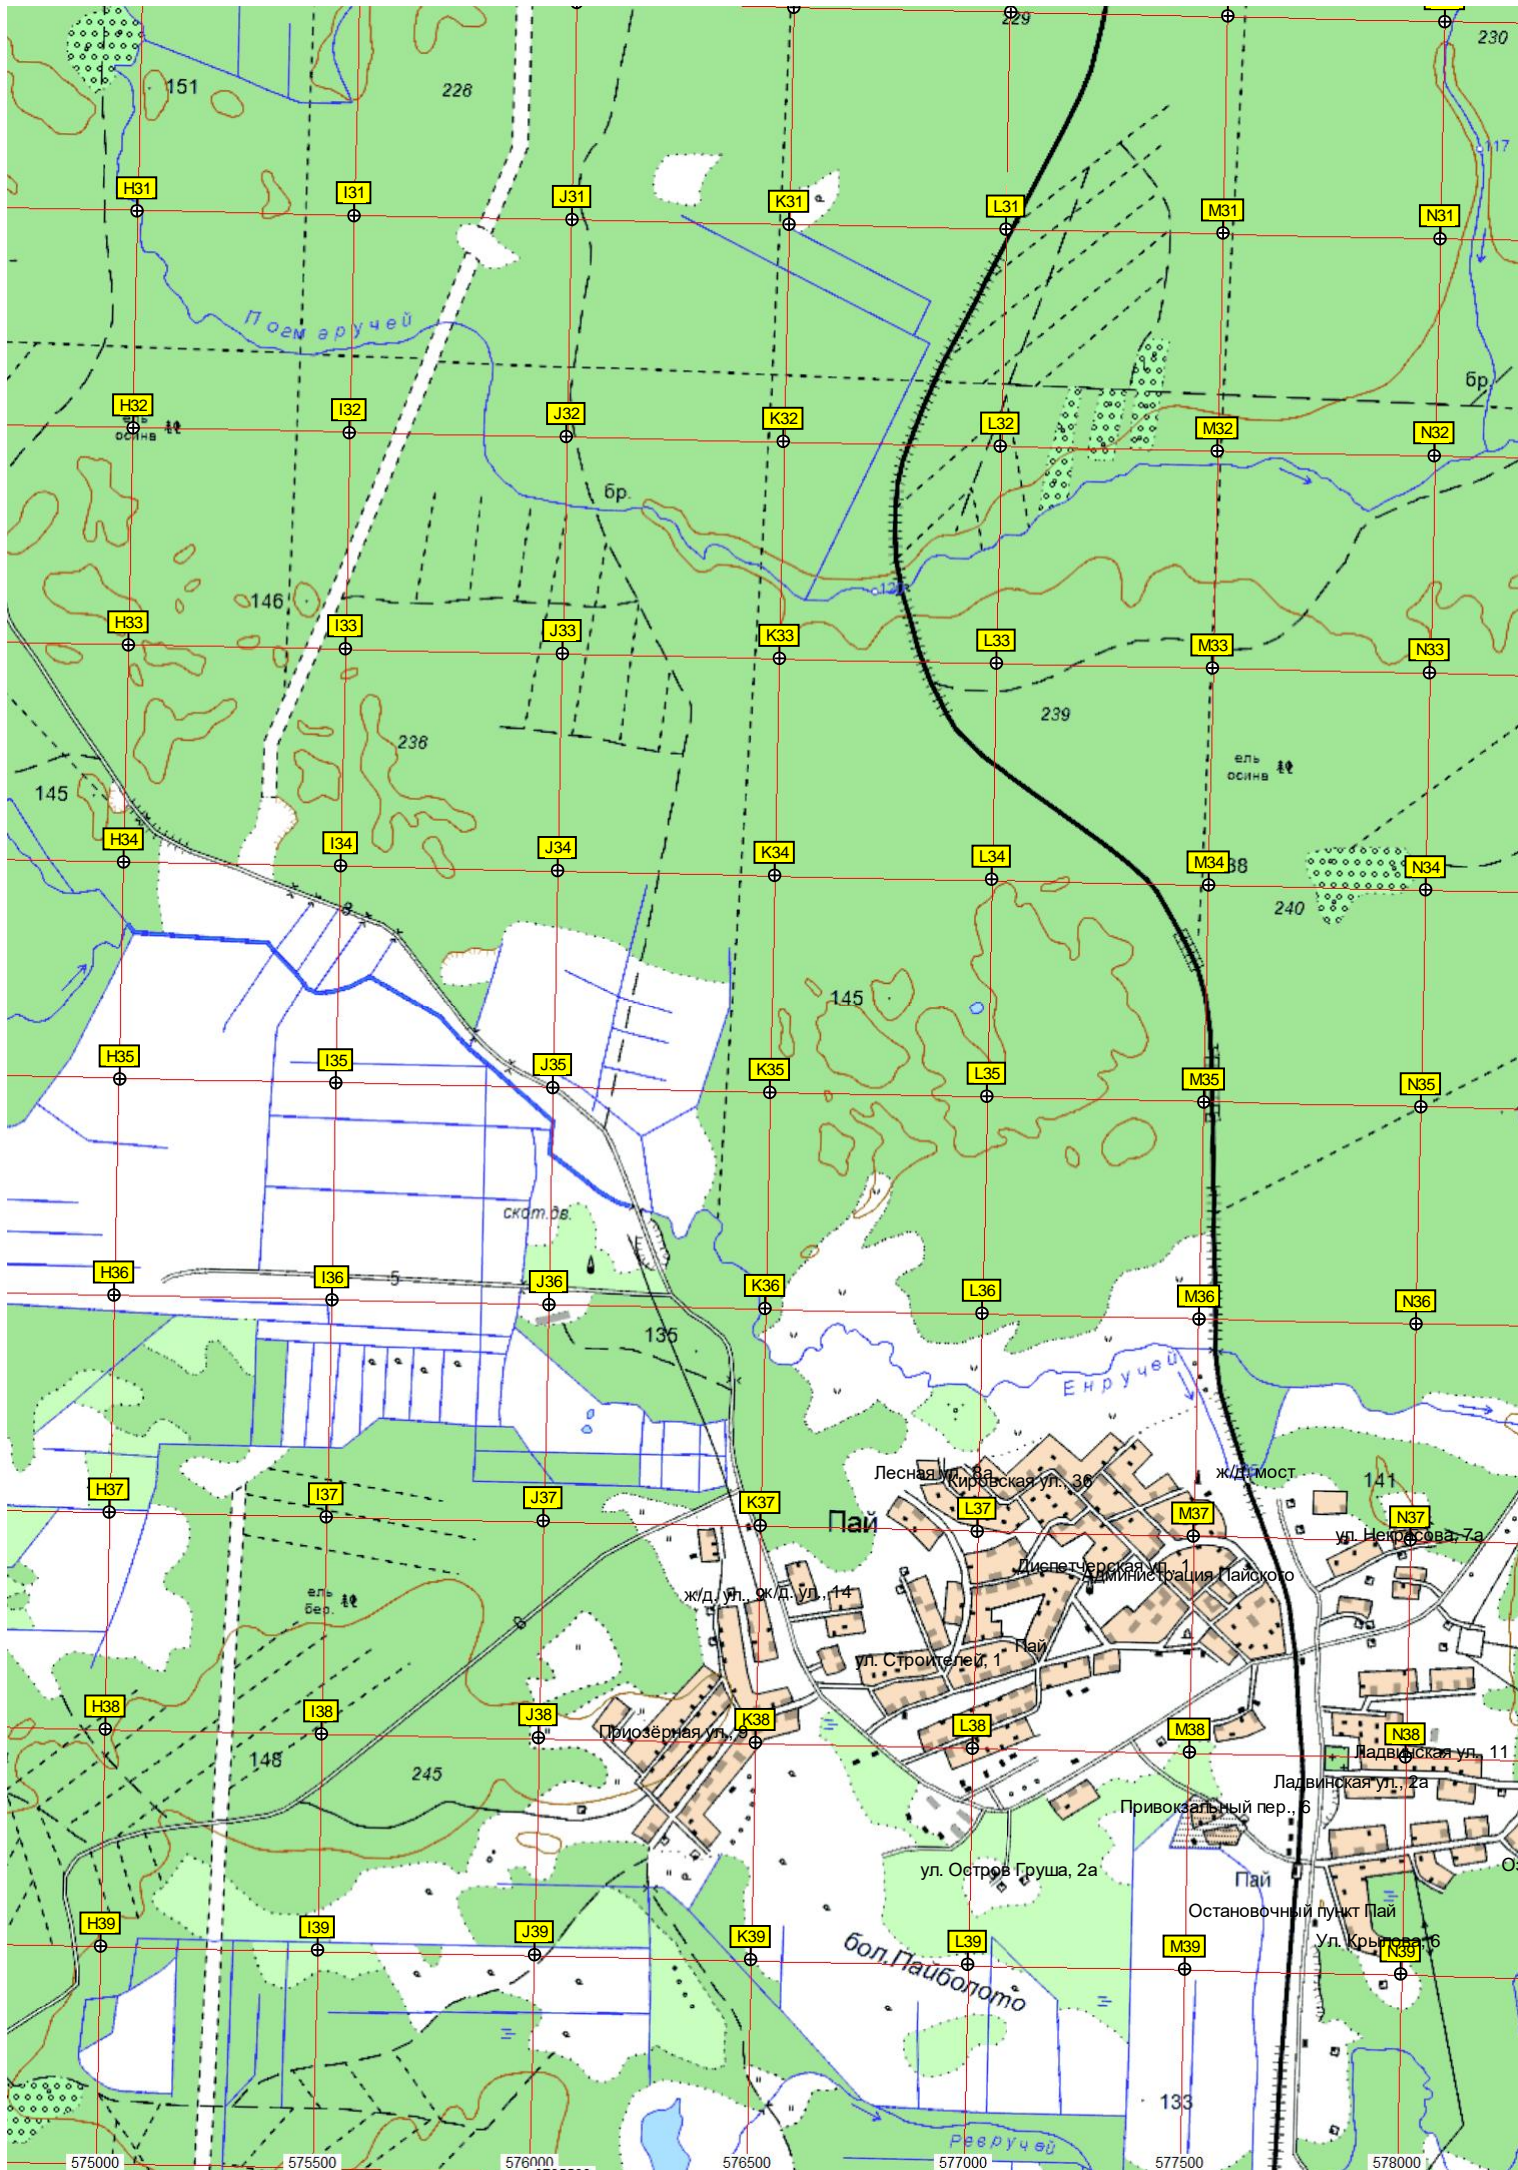 229
230
151
228
117
H31
I31
J31
K31
L31
M31
N31
бр.
H32
I32
J32
K32
L32
M32
N32
ель
осина
бр.
146
H33
I33
J33
K33
L33
M33
N33
239
236
ель
осина
145
H34
I34
J34
K34
L34
M34
N34
240
8
145
H35
I35
J35
K35
L35
M35
N35
скот.дв.
H36
I36
J36
K36
L36
M36
N36
5
135
Енручей
Лесная ул., 8а
Кировская ул., 36
ж/д. мост
141
H37
I37
J37
K37
L37
M37
N37
Пай
ул. Некрасова, 7а
Диспетчерская ул., 1
Администрация Пайского
ель
бер.
ж/д. ул., 9
ж/д. ул., 14
6
Пай
ул. Строителей, 1
H38
I38
J38
K38
L38
M38
N38
Приозёрная ул., 9
148
245
Ладвинская ул., 11
Ладвинская ул., 2а
Привокзальный пер., 6
ул. Остров Груша, 2а
Пай
Остановочный пункт Пай
Ул. Крылова, 6
H39
I39
J39
K39
L39
M39
N39
бол.Пайболото
133
Ревручей
575000
575500
576000
576500
577000
577500
578000